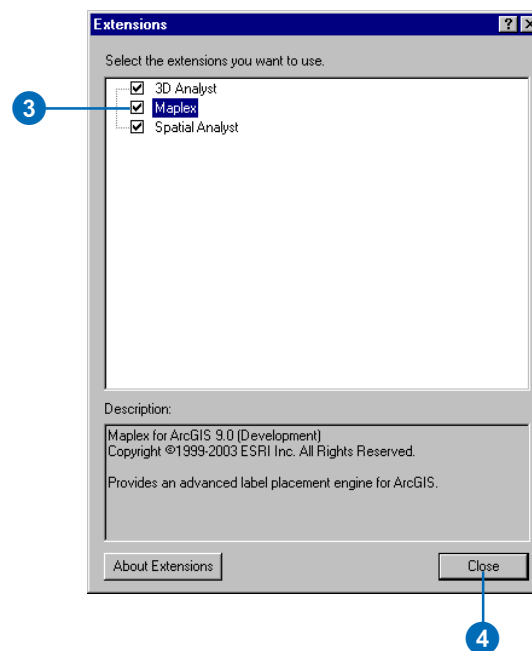 Extensions
Select the extensions you want to use.
3D Analyst
3
Maplex
Spatial Analyst
Description:
Maplex for ArcGIS 9.0 (Development)
Copyright ©1999-2003 ESRI Inc. All Rights Reserved.
Provides an advanced label placement engine for ArcGIS.
About Extensions
Close
4